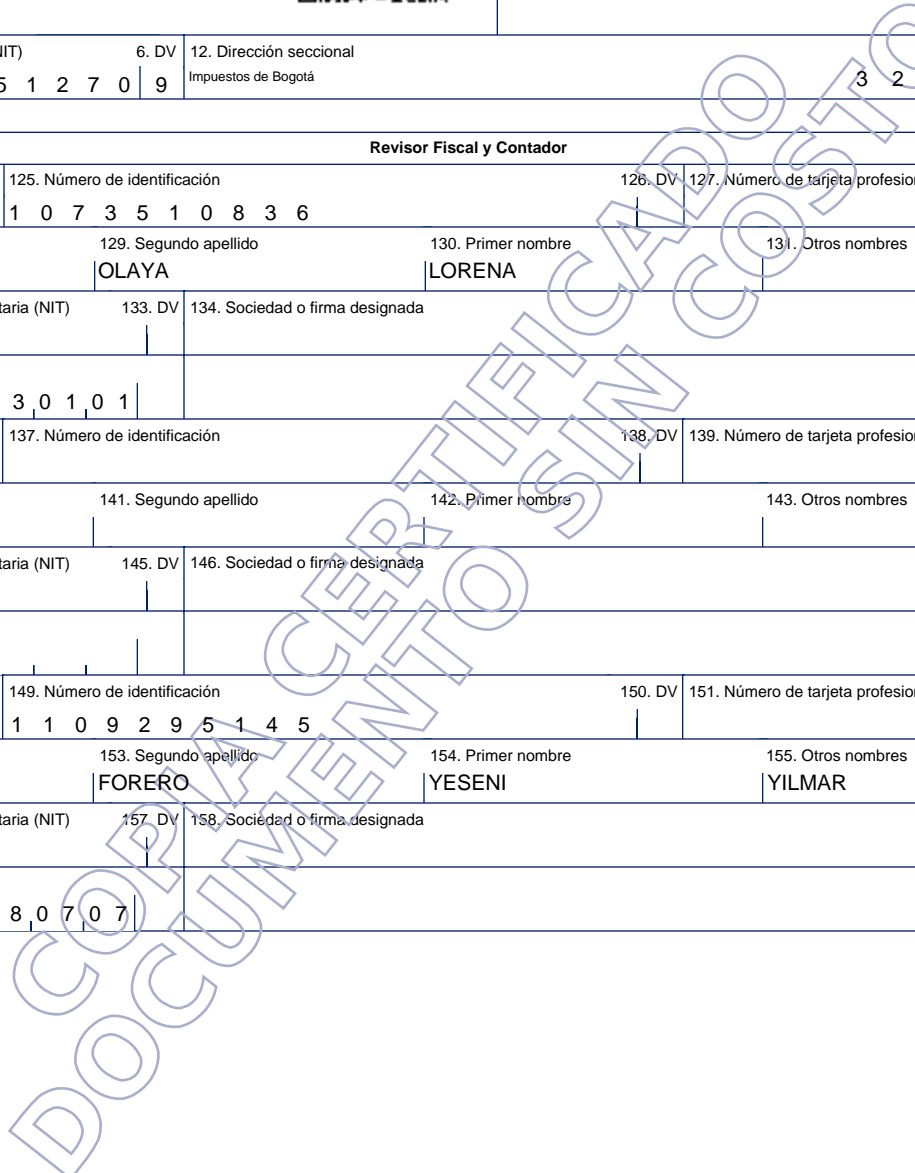 IIT) 6. DV 12. Dirección seccional
5 1 2 7 0 9 Impuestos de Bogotá 3 2
Revisor Fiscal y Contador
125. Número de identificación 126. DV 127. Número de tarjeta profesion
1 0 7 3 5 1 0 8 3 6
129. Segundo apellido 130. Primer nombre 131. Otros nombres
OLAYA LORENA
taria (NIT) 133. DV 134. Sociedad o firma designada
3 0 1 0 1
137. Número de identificación 138. DV 139. Número de tarjeta profesion
141. Segundo apellido 142. Primer nombre 143. Otros nombres
taria (NIT) 145. DV 146. Sociedad o firma designada
149. Número de identificación 150. DV 151. Número de tarjeta profesion
1 1 0 9 2 9 5 1 4 5
153. Segundo apellido 154. Primer nombre 155. Otros nombres
FORERO YESENI YILMAR
taria (NIT) 157. DV 158. Sociedad o firma designada
8 0 7 0 7
COPIA CERTIFICADO
DOCUMENTO SIN COSTO